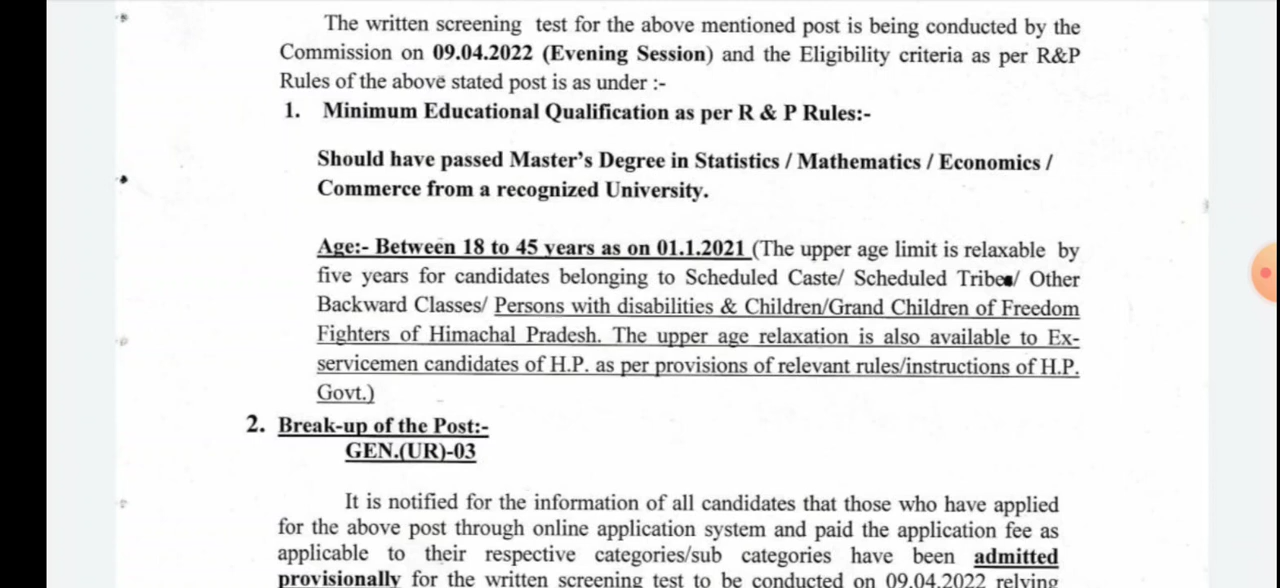 The written screening test for the above mentioned post is being conducted by the
Commission on 09.04.2022 (Evening Session) and the Eligibility criteria as per R&P
Rules of the above stated post is as under :-
1. Minimum Educational Qualification as per R & P Rules:-
Should have passed Master's Degree in Statistics / Mathematics / Economics /
Commerce from a recognized University.
Age:- Between 18 to 45 years as on 01.1.2021 (The upper age limit is relaxable by
five years for candidates belonging to Scheduled Caste/ Scheduled Tribes/ Other
Backward Classes/ Persons with disabilities & Children/Grand Children of Freedom
Fighters of Himachal Pradesh. The upper age relaxation is also available to Ex-
servicemen candidates of H.P. as per provisions of relevant rules/instructions of H.P.
Govt.)
2. Break-up of the Post:-
GEN.(UR)-03
It is notified for the information of all candidates that those who have applied
for the above post through online application system and paid the application fee as
applicable to their respective categories/sub categories have been admitted
provisionally for the written screening test to be conducted on 09.04.2022 relying